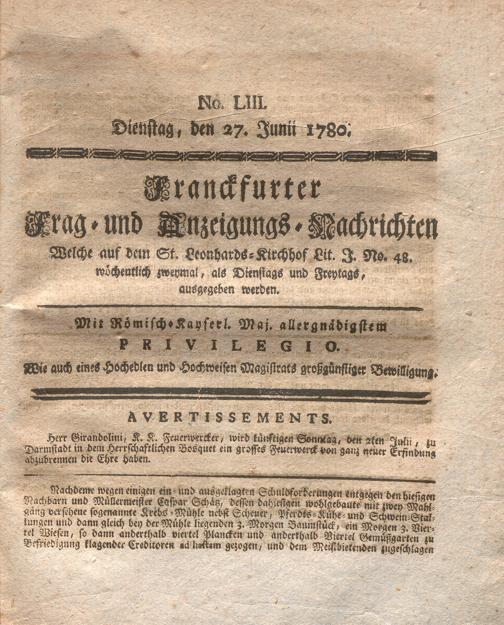 No. LIII.
Dienstag, den 27. Junii 1780.
Franckfurter
Frag- und Anzeigungs-Nachrichten
Welche auf dem St. Leonhards-Kirchhof Lit. J. No. 48.
wöchentlich zweymal, als Dienstags und Freytags,
ausgegeben werden.
Mit Römisch-Kayserl. Maj. allergnädigstem
PRIVILEGIO.
Wie auch eines Hochedlen und Hochweisen Magistrats großgünstiger Bewilligung.
AVERTISSEMENTS.
Herr Girandolini, K. K. Feuerwercker, wird künftigen Sonntag, den 2ten Julii, zu
Darmstadt in dem Herrschaftlichen Bosquet ein grosses Feuerwerck von ganz neuer Erfindung
abzubrennen die Ehre haben.
Nachdeme wegen einigen ein- und ausgeklagten Schuldforderingen entgegen den hiesigen
Nachbarn und Müllermeister Caspar Schätz, dessen dahiesigen wohlgebaute mit zwey Mahl-
gäng versehene sogenannte Krebs-Mühle nebst Scheuer, Pferds-Kühe- und Schwein-Stal-
lungen und dann gleich bey der Mühle liegenden 3. Morgen Baumstück, ein Morgen 3. Vier-
tel Wiesen, so dann anderthalb viertel Plancken und anderthalb Viertel Gemüßgarten zu
Befriedigung klagender Creditoren ad hastam gezogen, und dem Meistbietenden zugeschlagen